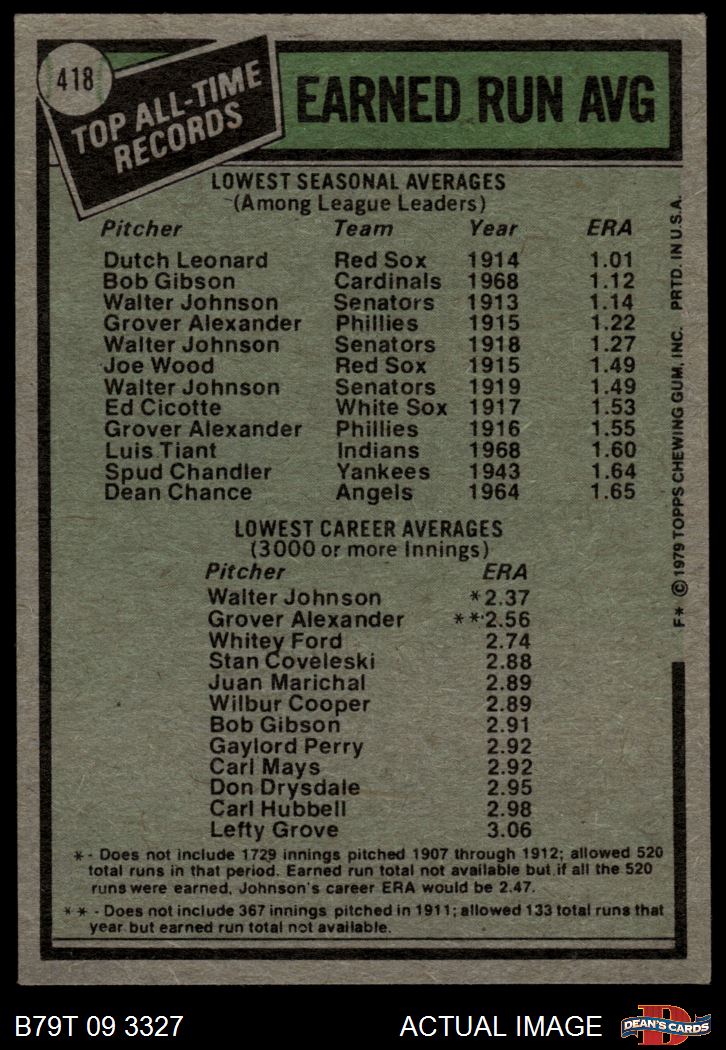 418
TOP ALL-TIME
RECORDS
EARNED RUN AVG
LOWEST SEASONAL AVERAGES
(Among League Leaders)
Pitcher Team Year ERA
Dutch Leonard Red Sox 1914 1.01
Bob Gibson Cardinals 1968 1.12
Walter Johnson Senators 1913 1.14
Grover Alexander Phillies 1915 1.22
Walter Johnson Senators 1918 1.27
Joe Wood Red Sox 1915 1.49
Walter Johnson Senators 1919 1.49
Ed Cicotte White Sox 1917 1.53
Grover Alexander Phillies 1916 1.55
Luis Tiant Indians 1968 1.60
Spud Chandler Yankees 1943 1.64
Dean Chance Angels 1964 1.65
LOWEST CAREER AVERAGES
(3000 or more Innings)
Pitcher ERA
Walter Johnson *2.37
Grover Alexander **2.56
Whitey Ford 2.74
Stan Coveleski 2.88
Juan Marichal 2.89
Wilbur Cooper 2.89
Bob Gibson 2.91
Gaylord Perry 2.92
Carl Mays 2.92
Don Drysdale 2.95
Carl Hubbell 2.98
Lefty Grove 3.06
* - Does not include 1729 innings pitched 1907 through 1912; allowed 520
total runs in that period. Earned run total not available but if all the 520
runs were earned, Johnson's career ERA would be 2.47.
* * - Does not include 367 innings pitched in 1911; allowed 133 total runs that
year but earned run total not available.
F* © 1979 TOPPS CHEWING GUM, INC. PRTD. IN U.S.A.
B79T 09 3327 ACTUAL IMAGE
D
DEAN'S CARDS